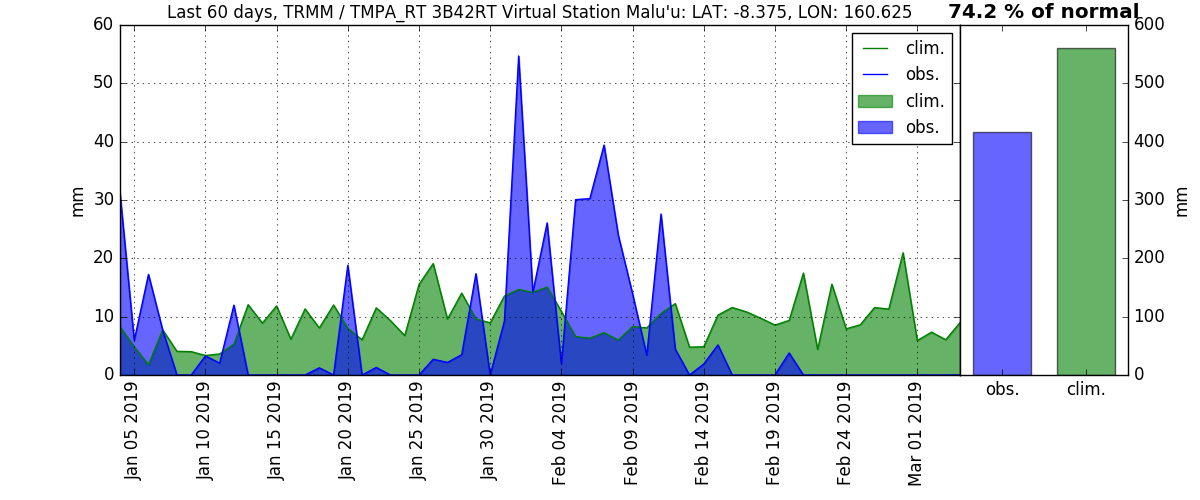 Last 60 days, TRMM / TMPA_RT 3B42RT Virtual Station Malu'u: LAT: -8.375, LON: 160.625
74.2 % of normal
60
50
40
30
20
10
0
mm
clim.
obs.
clim.
obs.
600
500
400
300
200
100
0
mm
Jan 05 2019
Jan 10 2019
Jan 15 2019
Jan 20 2019
Jan 25 2019
Jan 30 2019
Feb 04 2019
Feb 09 2019
Feb 14 2019
Feb 19 2019
Feb 24 2019
Mar 01 2019
obs.
clim.